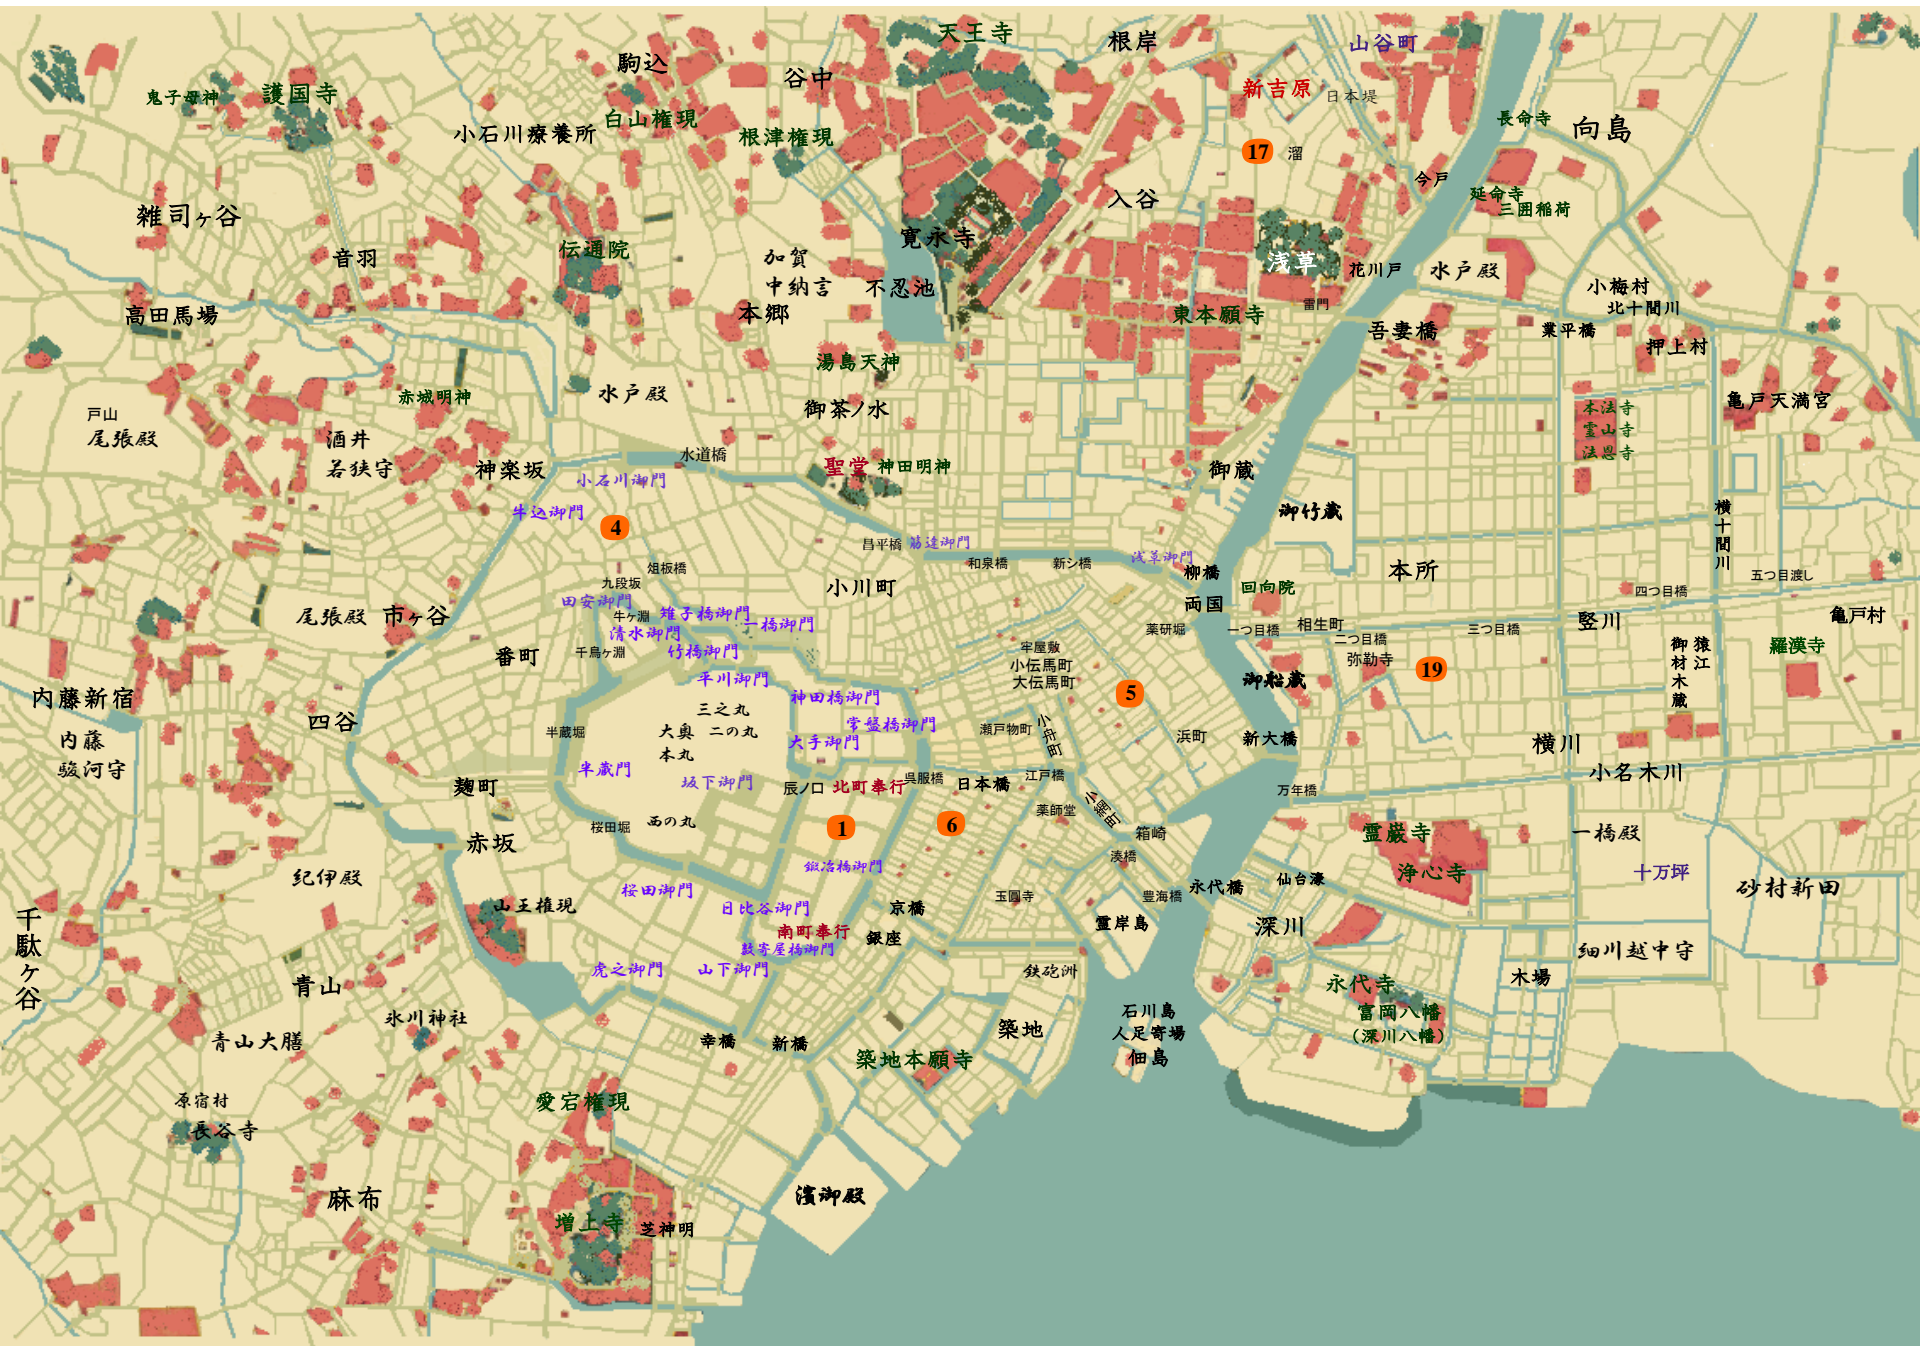 天王寺
根岸
山谷町
駒込
谷中
鬼子母神
護国寺
新吉原
日本堤
白山権現
小石川療養所
根津権現
長命寺
向島
17
溜
今戸
延命寺
三囲稲荷
雑司ヶ谷
入谷
寛永寺
伝通院
音羽
加賀
中納言
浅草
花川戸
水戸殿
不忍池
小梅村
北十間川
雷門
高田馬場
本郷
東本願寺
吾妻橋
業平橋
押上村
湯島天神
赤城明神
水戸殿
御茶ノ水
亀戸天満宮
本法寺
霊山寺
法恩寺
戸山
尾張殿
酒井
若狭守
神楽坂
水道橋
聖堂
神田明神
御蔵
小石川御門
牛込御門
4
御竹蔵
横十間川
昌平橋
筋違御門
和泉橋
新シ橋
浅草御門
柳橋
俎板橋
九段坂
小川町
本所
五つ目渡し
四つ目橋
回向院
両国
田安御門
牛ヶ淵
雉子橋御門
一橋御門
尾張殿
市ヶ谷
清水御門
薬研堀
一つ目橋
相生町
二つ目橋
三つ目橋
竪川
亀戸村
番町
千鳥ヶ淵
竹橋御門
牢屋敷
小伝馬町
大伝馬町
弥勒寺
19
御材木蔵
猿江
羅漢寺
平川御門
御船蔵
5
内藤新宿
神田橋御門
三之丸
四谷
常盤橋御門
大奥
二の丸
瀬戸物町
小舟町
浜町
新大橋
半蔵堀
大手御門
横川
内藤
駿河守
本丸
半蔵門
坂下御門
辰ノ口
北町奉行
呉服橋
日本橋
江戸橋
小名木川
麹町
万年橋
小網町
薬師堂
桜田堀
西の丸
1
6
箱崎
霊巌寺
一橋殿
赤坂
湊橋
鍛冶橋御門
浄心寺
十万坪
砂村新田
紀伊殿
桜田御門
玉圓寺
豊海橋
永代橋
仙台濠
山王権現
日比谷御門
京橋
霊岸島
深川
千駄ヶ谷
南町奉行
銀座
数寄屋橋御門
細川越中守
虎之御門
山下御門
鉄砲洲
木場
青山
永代寺
石川島
人足寄場
佃島
富岡八幡
（深川八幡）
氷川神社
築地
青山大膳
幸橋
新橋
築地本願寺
原宿村
長谷寺
愛宕権現
麻布
濱御殿
増上寺
芝神明